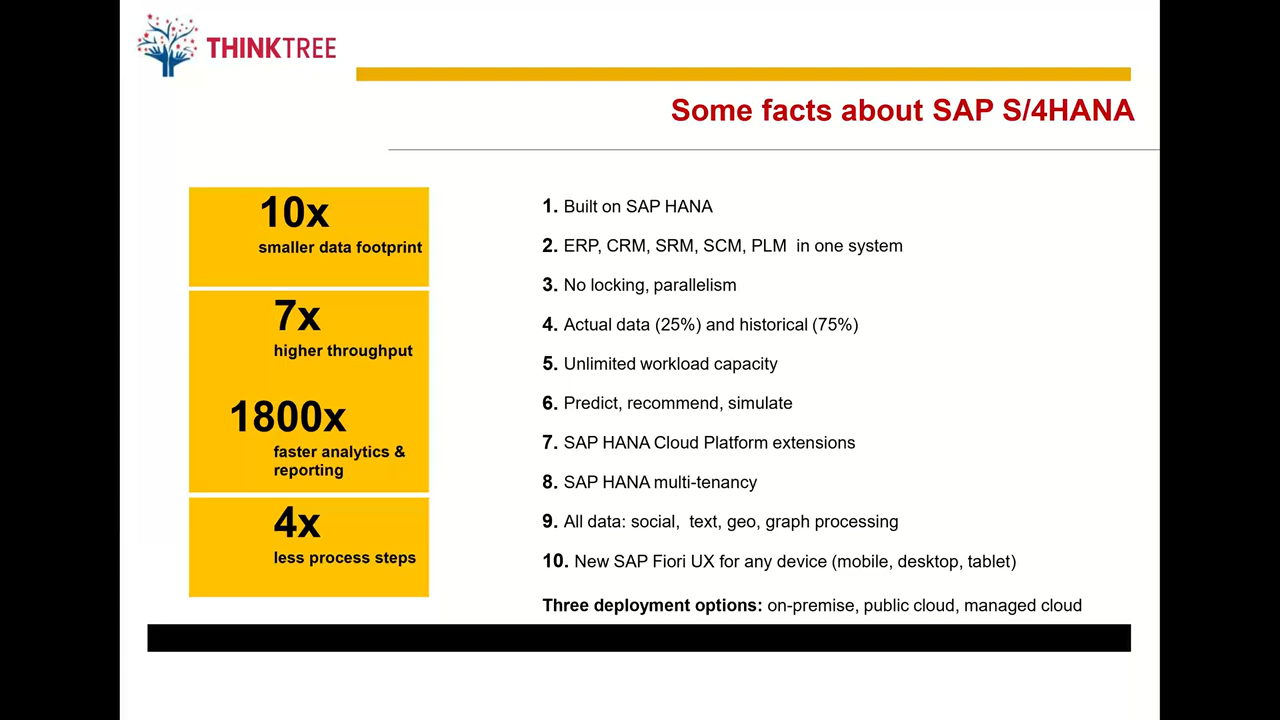 THINKTREE
Some facts about SAP S/4HANA
10x
smaller data footprint
7x
higher throughput
1800x
faster analytics &
reporting
4x
less process steps
1. Built on SAP HANA
2. ERP, CRM, SRM, SCM, PLM in one system
3. No locking, parallelism
4. Actual data (25%) and historical (75%)
5. Unlimited workload capacity
6. Predict, recommend, simulate
7. SAP HANA Cloud Platform extensions
8. SAP HANA multi-tenancy
9. All data: social, text, geo, graph processing
10. New SAP Fiori UX for any device (mobile, desktop, tablet)
Three deployment options: on-premise, public cloud, managed cloud